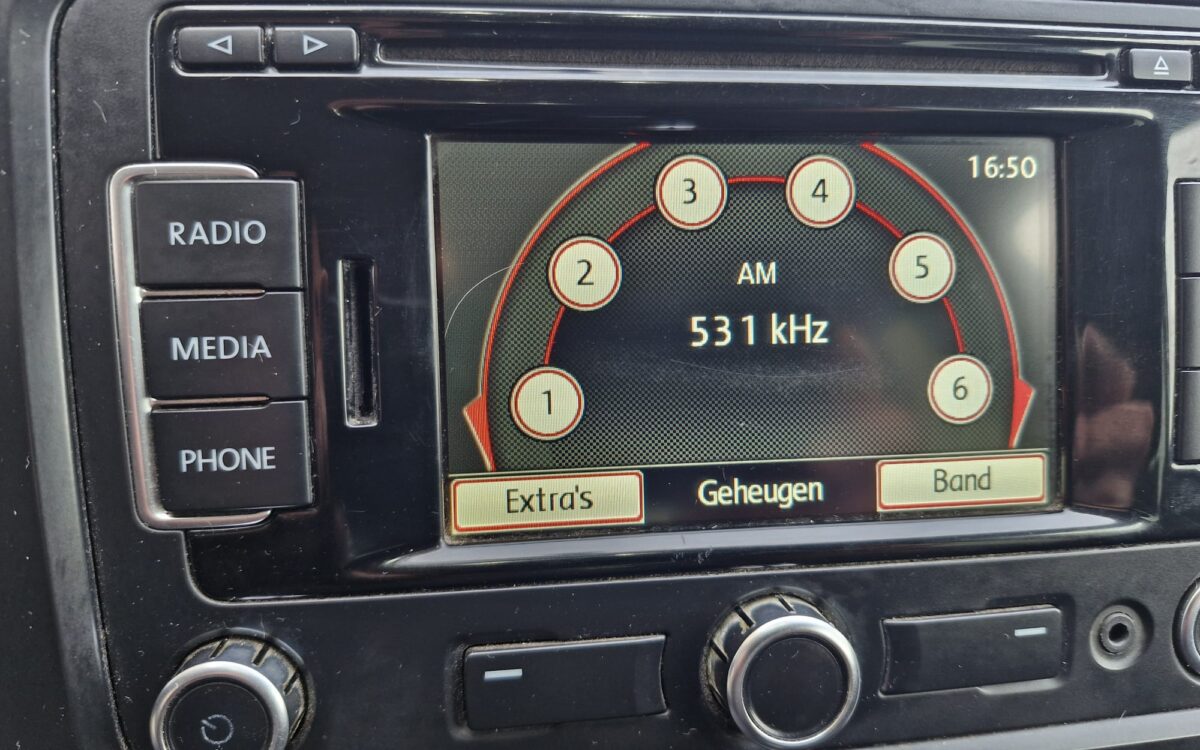 16:50
3
4
2
5
AM
RADIO
531 kHz
MEDIA
1
6
PHONE
Extra's
Geheugen
Band